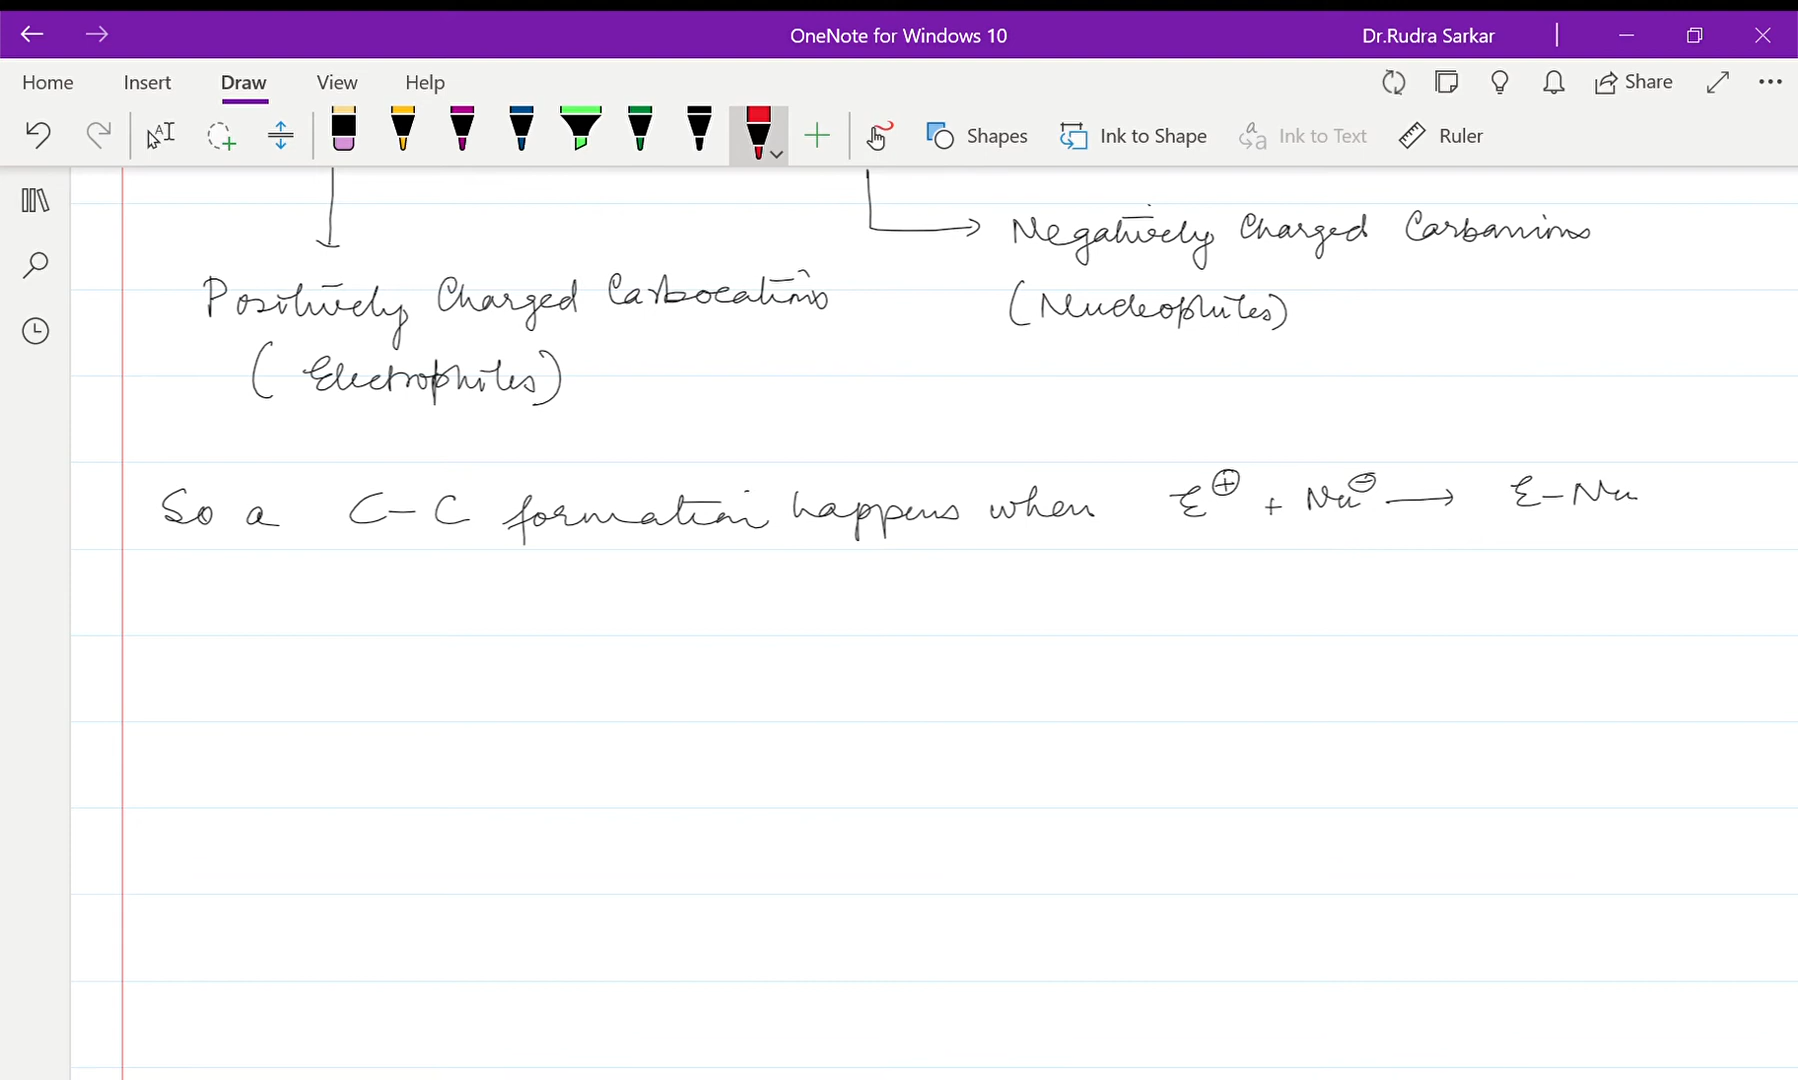 OneNote for Windows 10
Dr.Rudra Sarkar
Home Insert Draw View Help
Share
Shapes Ink to Shape Ink to Text Ruler
Negatively Charged Carbanions
(Nucleophiles)
Positively Charged Carbocations
(Electrophiles)
So a C-C formation happens when E⊕ + Nu⊖ ⟶ E-Nu